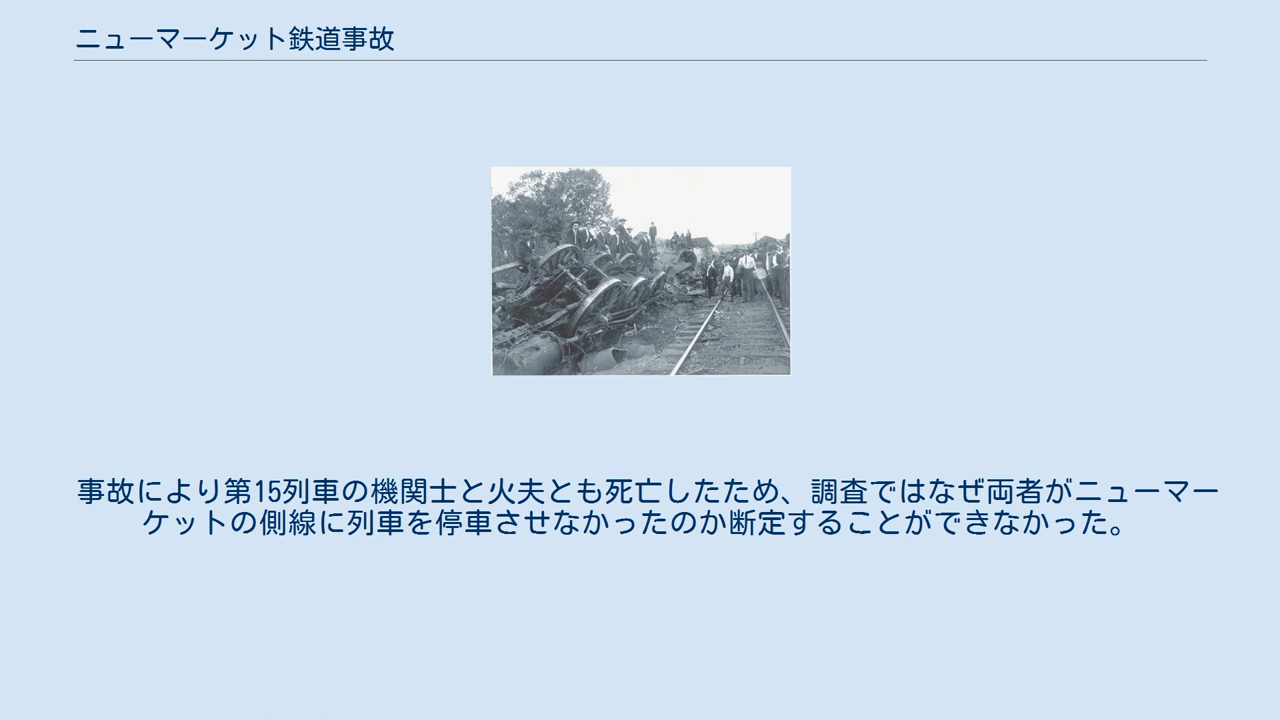 ニューマーケット鉄道事故
事故により第15列車の機関士と火夫とも死亡したため、調査ではなぜ両者がニューマー
ケットの側線に列車を停車させなかったのか断定することができなかった。